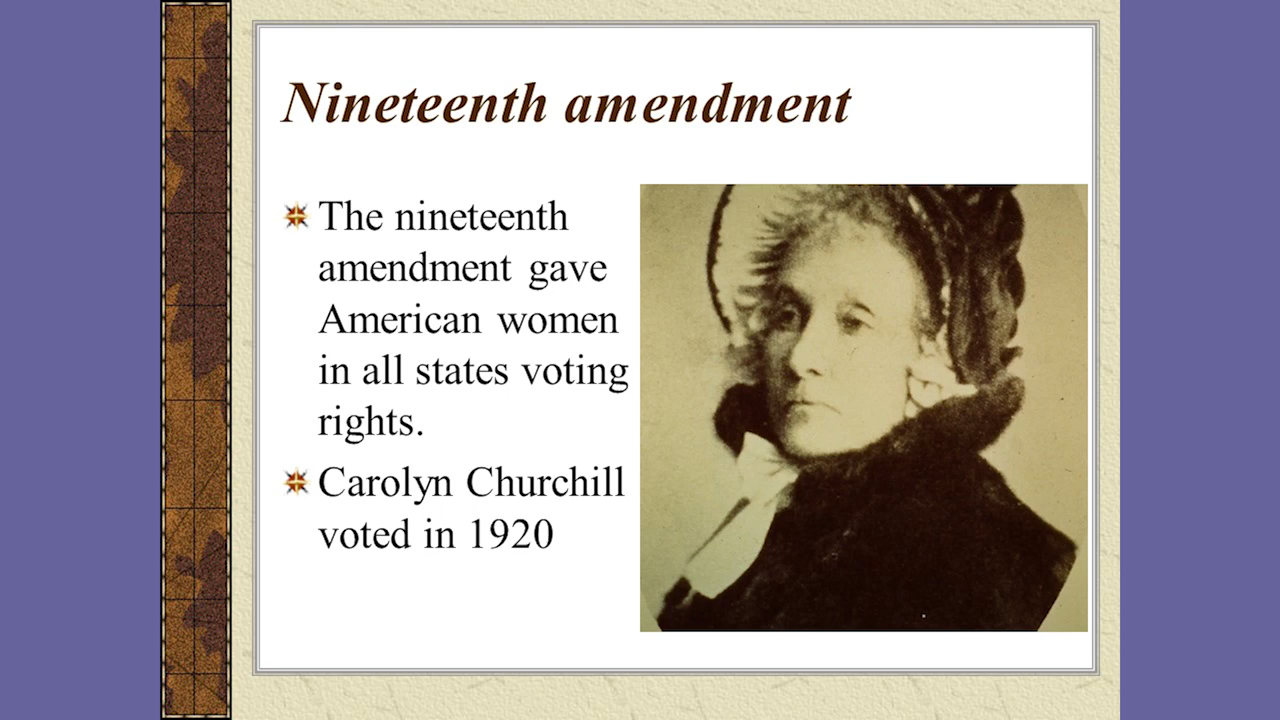 Nineteenth amendment
The nineteenth
amendment gave
American women
in all states voting
rights.
Carolyn Churchill
voted in 1920